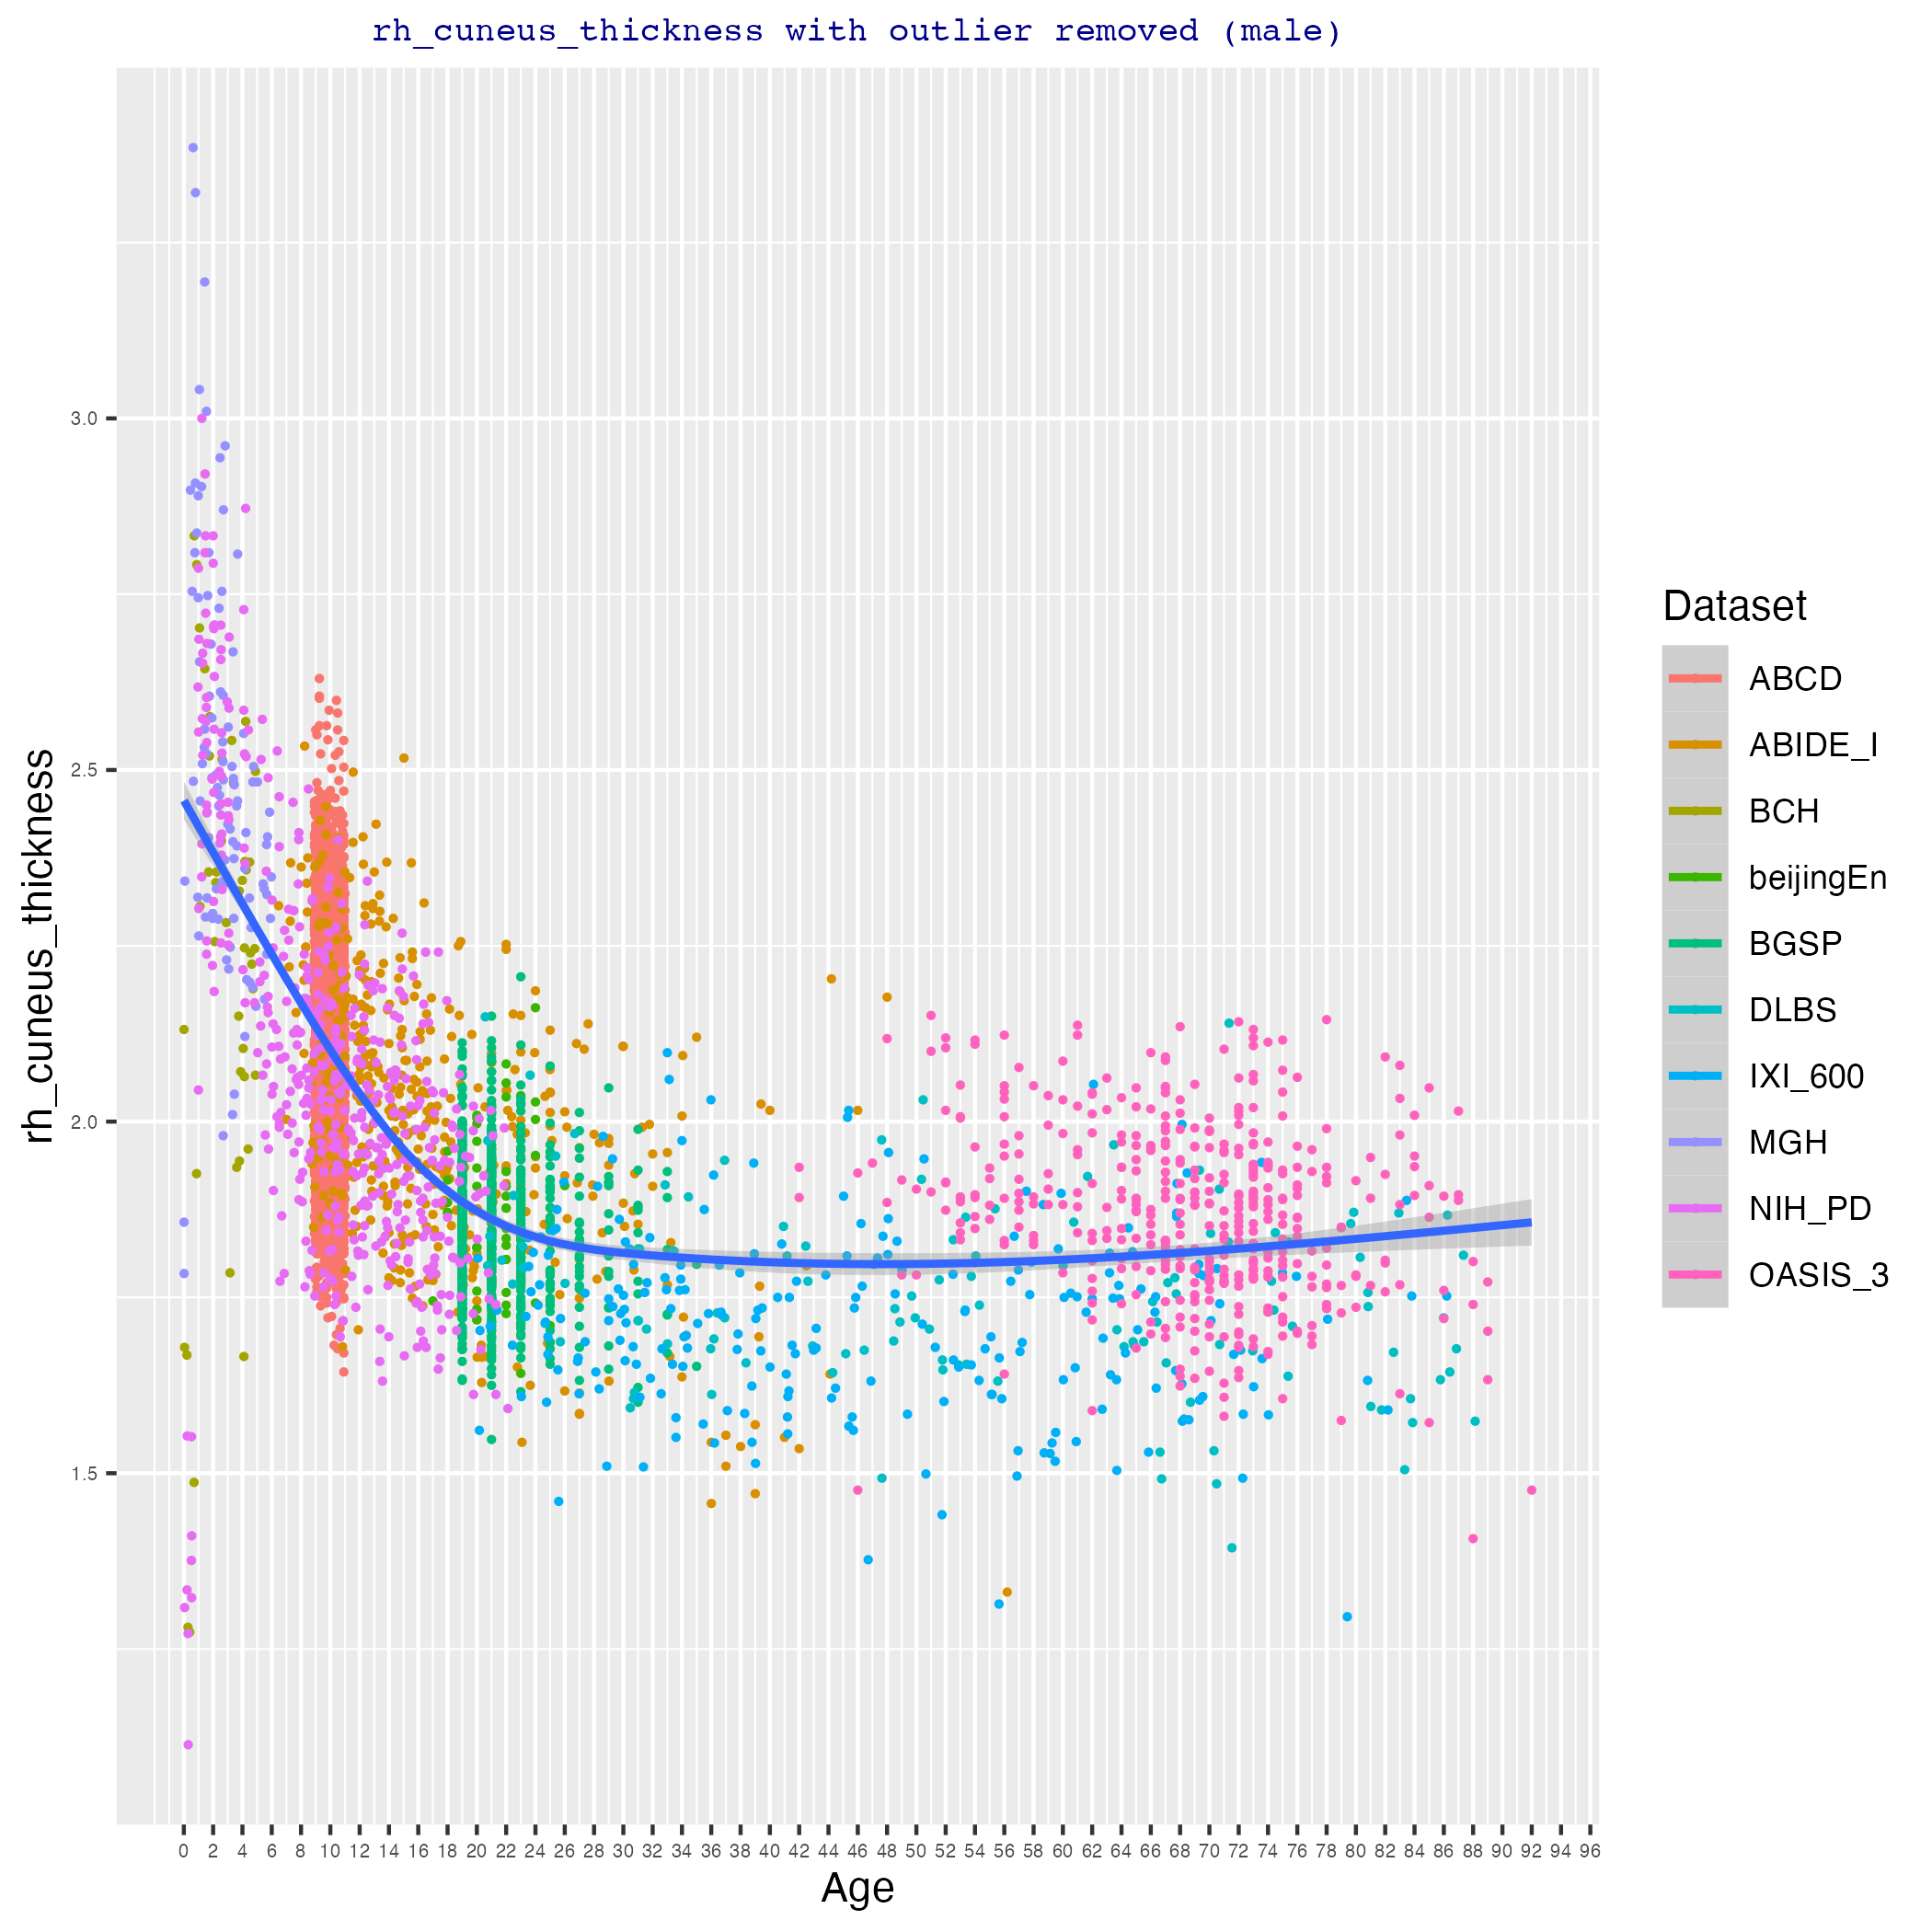 rh_cuneus_thickness with outlier removed (male)
rh_cuneus_thickness
3.0
2.5
2.0
1.5
0 2 4 6 8 10 12 14 16 18 20 22 24 26 28 30 32 34 36 38 40 42 44 46 48 50 52 54 56 58 60 62 64 66 68 70 72 74 76 78 80 82 84 86 88 90 92 94 96
Age
Dataset
ABCD
ABIDE_I
BCH
beijingEn
BGSP
DLBS
IXI_600
MGH
NIH_PD
OASIS_3